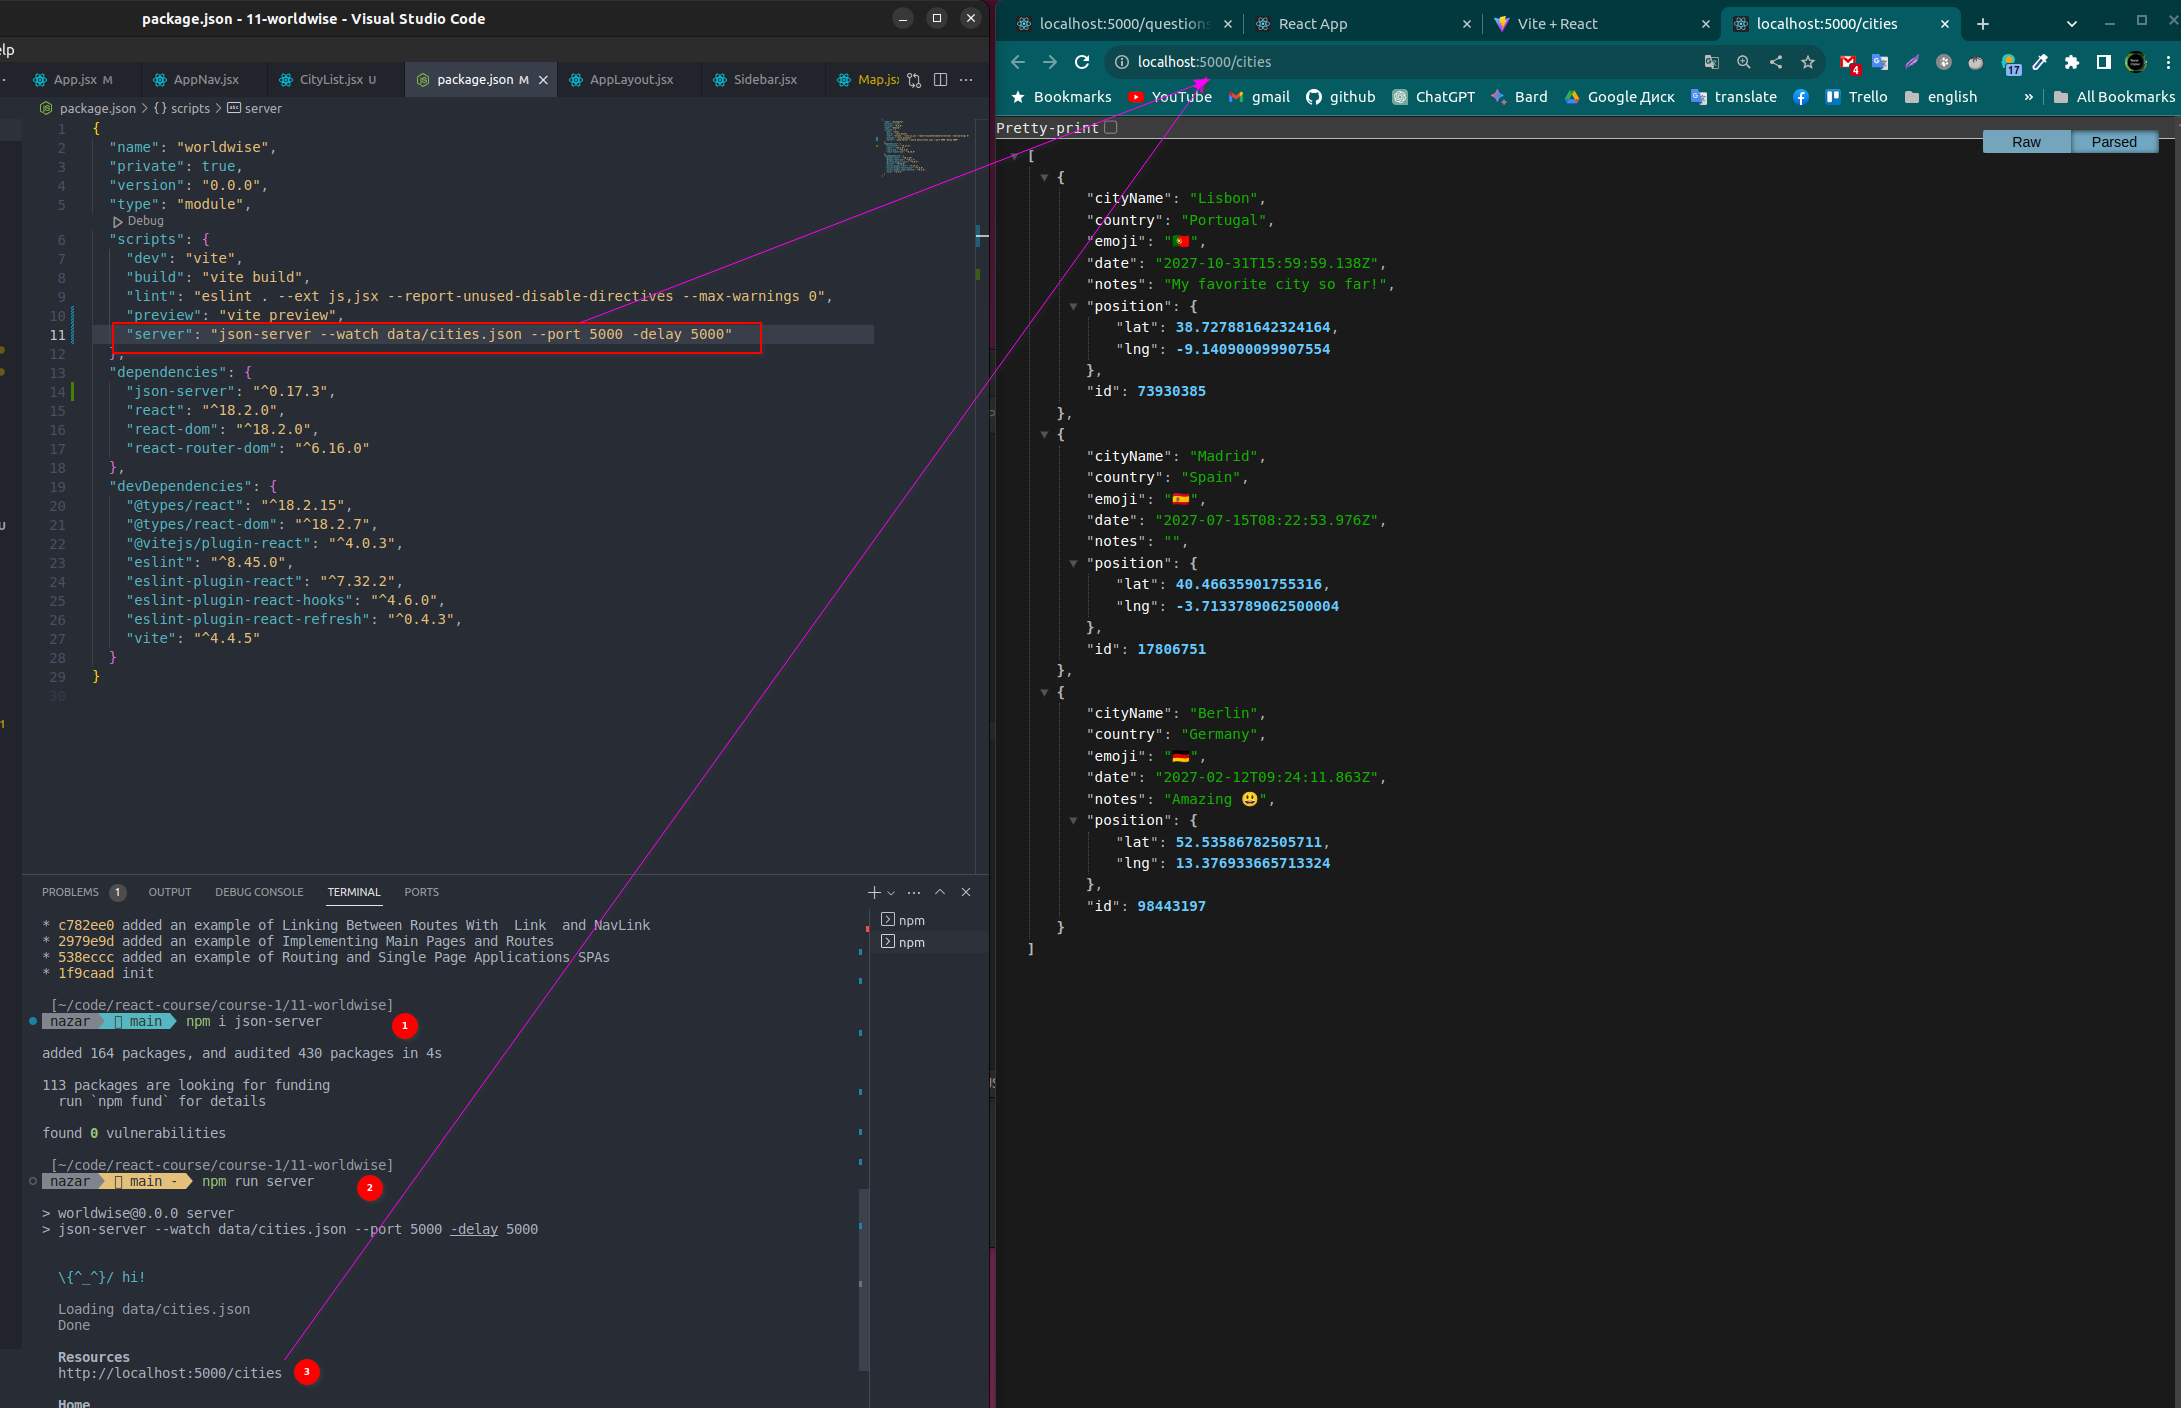 package.json - 11-worldwise - Visual Studio Code
elp
App.jsx M
AppNav.jsx
CityList.jsx U
package.json M
AppLayout.jsx
Sidebar.jsx
Map.js
package.json > {} scripts > server
1 {
2 "name": "worldwise",
3 "private": true,
4 "version": "0.0.0",
5 "type": "module",
Debug
6 "scripts": {
7 "dev": "vite",
8 "build": "vite build",
9 "lint": "eslint . --ext js,jsx --report-unused-disable-directives --max-warnings 0",
10 "preview": "vite preview",
11 "server": "json-server --watch data/cities.json --port 5000 -delay 5000"
12 },
13 "dependencies": {
14 "json-server": "^0.17.3",
15 "react": "^18.2.0",
16 "react-dom": "^18.2.0",
17 "react-router-dom": "^6.16.0"
18 },
19 "devDependencies": {
20 "@types/react": "^18.2.15",
21 "@types/react-dom": "^18.2.7",
22 "@vitejs/plugin-react": "^4.0.3",
23 "eslint": "^8.45.0",
24 "eslint-plugin-react": "^7.32.2",
25 "eslint-plugin-react-hooks": "^4.6.0",
26 "eslint-plugin-react-refresh": "^0.4.3",
27 "vite": "^4.4.5"
28 }
29 }
30
PROBLEMS 1 OUTPUT DEBUG CONSOLE TERMINAL PORTS
npm
npm
* c782ee0 added an example of Linking Between Routes With  Link  and NavLink
* 2979e9d added an example of Implementing Main Pages and Routes
* 538eccc added an example of Routing and Single Page Applications SPAs
* 1f9caad init
[~/code/react-course/course-1/11-worldwise]
nazar main npm i json-server 1
added 164 packages, and audited 430 packages in 4s
113 packages are looking for funding
run `npm fund` for details
found 0 vulnerabilities
[~/code/react-course/course-1/11-worldwise]
nazar main - npm run server 2
> worldwise@0.0.0 server
> json-server --watch data/cities.json --port 5000 -delay 5000
\{^_^}/ hi!
Loading data/cities.json
Done
Resources
http://localhost:5000/cities 3
Home
localhost:5000/questions
React App
Vite + React
localhost:5000/cities
localhost:5000/cities
4
17
Bookmarks YouTube gmail github ChatGPT Bard Google Диск translate Trello english » All Bookmarks
Pretty-print
Raw Parsed
[
{
"cityName": "Lisbon",
"country": "Portugal",
"emoji": "🇵🇹",
"date": "2027-10-31T15:59:59.138Z",
"notes": "My favorite city so far!",
"position": {
"lat": 38.727881642324164,
"lng": -9.140900099907554
},
"id": 73930385
},
{
"cityName": "Madrid",
"country": "Spain",
"emoji": "🇪🇸",
"date": "2027-07-15T08:22:53.976Z",
"notes": "",
"position": {
"lat": 40.46635901755316,
"lng": -3.7133789062500004
},
"id": 17806751
},
{
"cityName": "Berlin",
"country": "Germany",
"emoji": "🇩🇪",
"date": "2027-02-12T09:24:11.863Z",
"notes": "Amazing 😃",
"position": {
"lat": 52.53586782505711,
"lng": 13.376933665713324
},
"id": 98443197
}
]